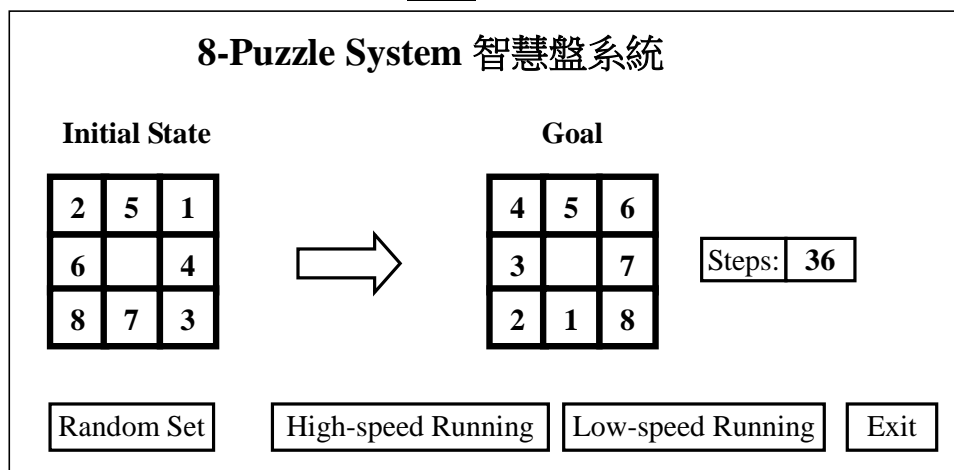 8-Puzzle System 智慧盤系統
Initial State Goal
2 5 1 4 5 6
6 4 3 7 Steps: 36
8 7 3 2 1 8
Random Set High-speed Running Low-speed Running Exit